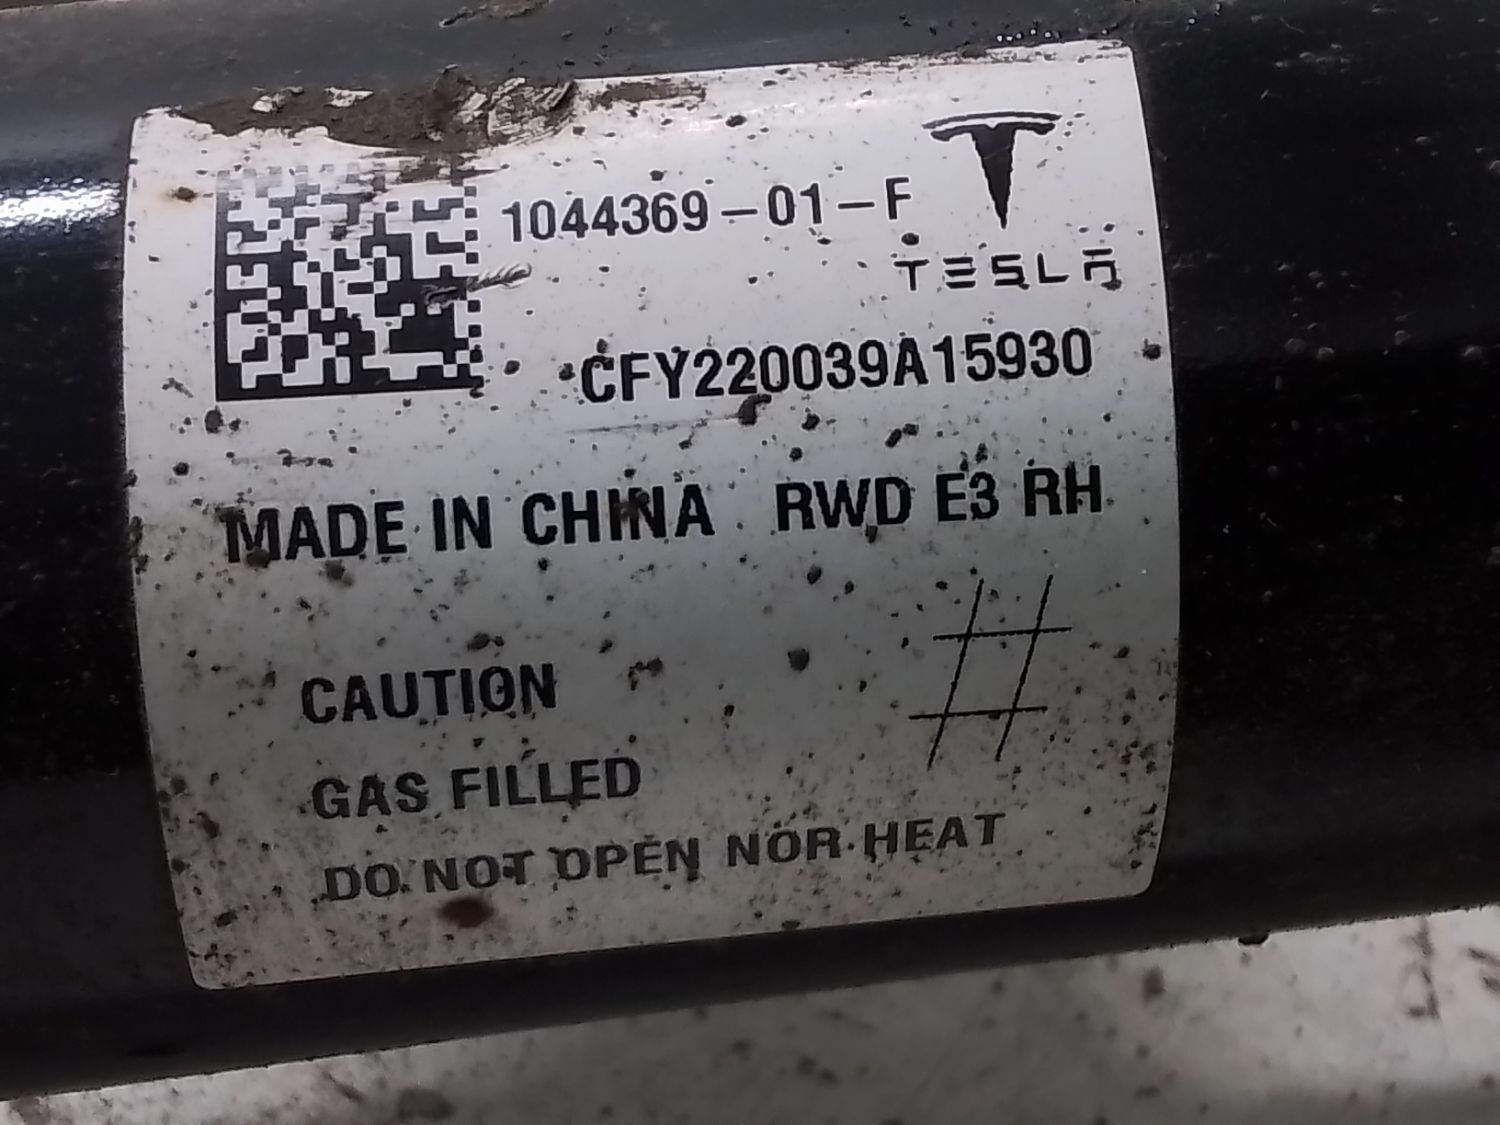 1044369-01-F
TESLA
CFY220039A15930
MADE IN CHINA RWD E3 RH
CAUTION
GAS FILLED
DO NOT OPEN NOR HEAT